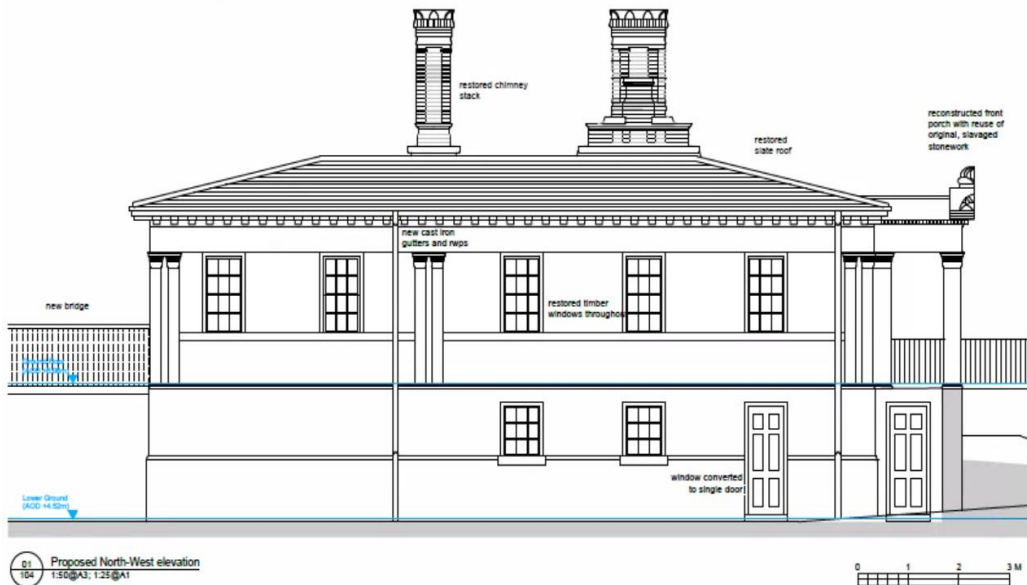 restored chimney
stack
restored
slate roof
reconstructed front
porch with reuse of
original, slavaged
stonework
new cast iron
gutters and rwps
new bridge
restored timber
windows throughou
window converted
to single door
Lower Ground
(AOD +4.52m)
01
104
Proposed North-West elevation
1:50@A3; 1:25@A1
0 1 2 3 M